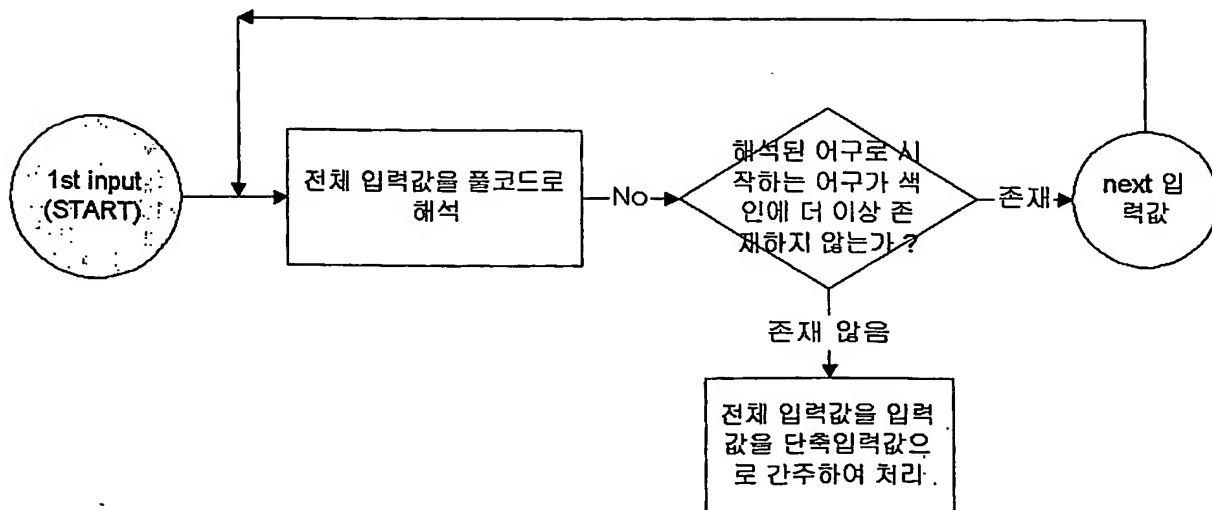 1st input
(START)
전체 입력값을 풀코드로
해석
No
해석된 어구로 시
작하는 어구가 색
인에 더 이상 존
재하지 않는가 ?
존재
next 입
력값
존재 않음
전체 입력값을 입력
값을 단축입력값으
로 간주하여 처리